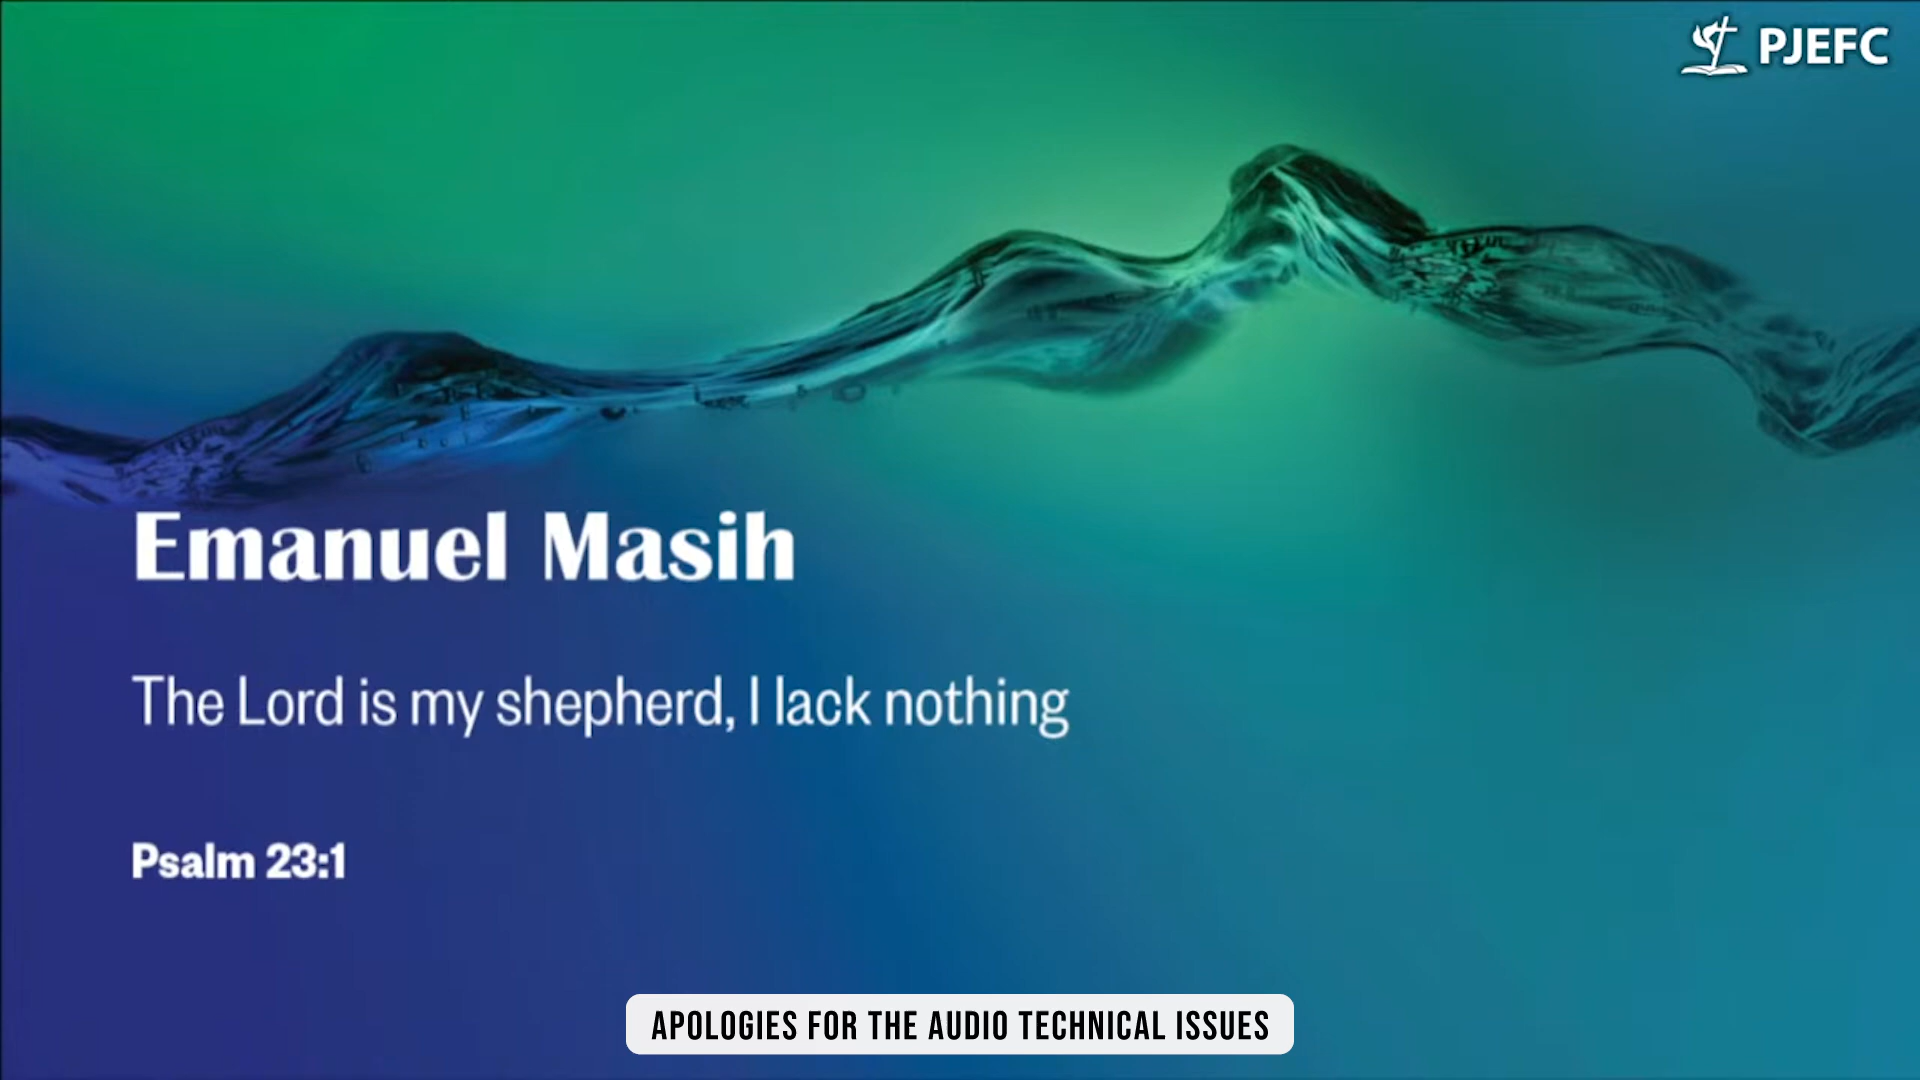 PJEFC
Emanuel Masih
The Lord is my shepherd, I lack nothing
Psalm 23:1
APOLOGIES FOR THE AUDIO TECHNICAL ISSUES